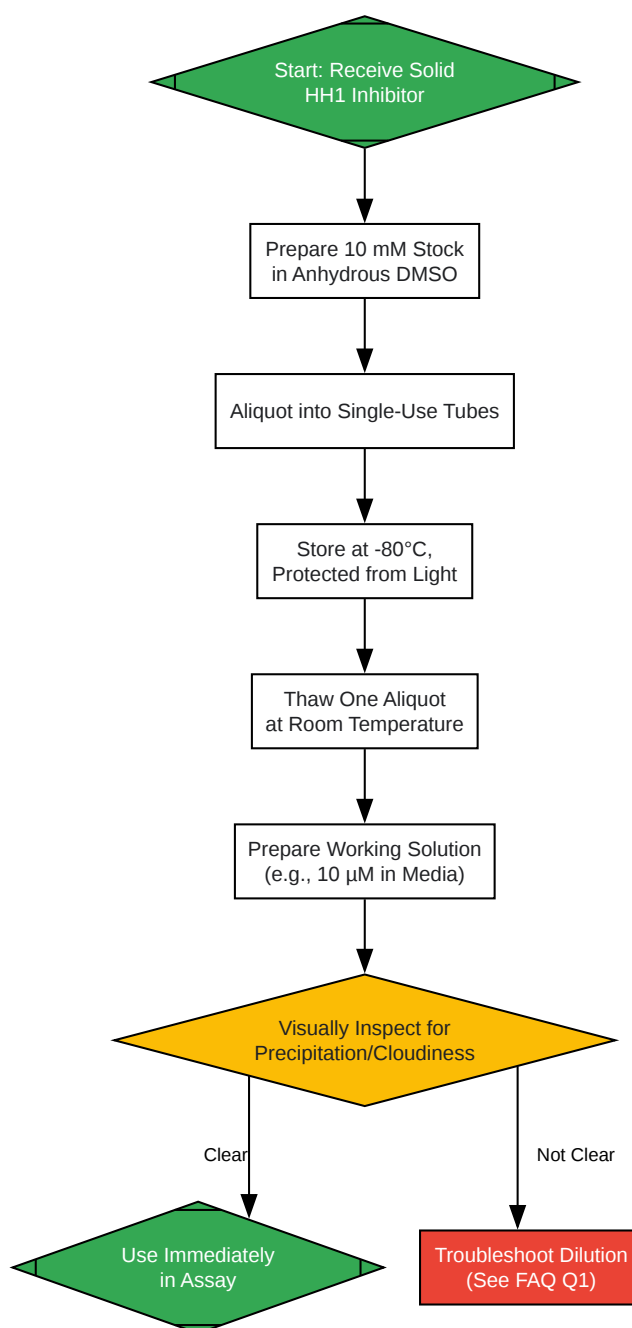 Start: Receive Solid
HH1 Inhibitor
Prepare 10 mM Stock
in Anhydrous DMSO
Aliquot into Single-Use Tubes
Store at -80°C,
Protected from Light
Thaw One Aliquot
at Room Temperature
Prepare Working Solution
(e.g., 10 µM in Media)
Visually Inspect for
Precipitation/Cloudiness
Clear
Not Clear
Use Immediately
in Assay
Troubleshoot Dilution
(See FAQ Q1)